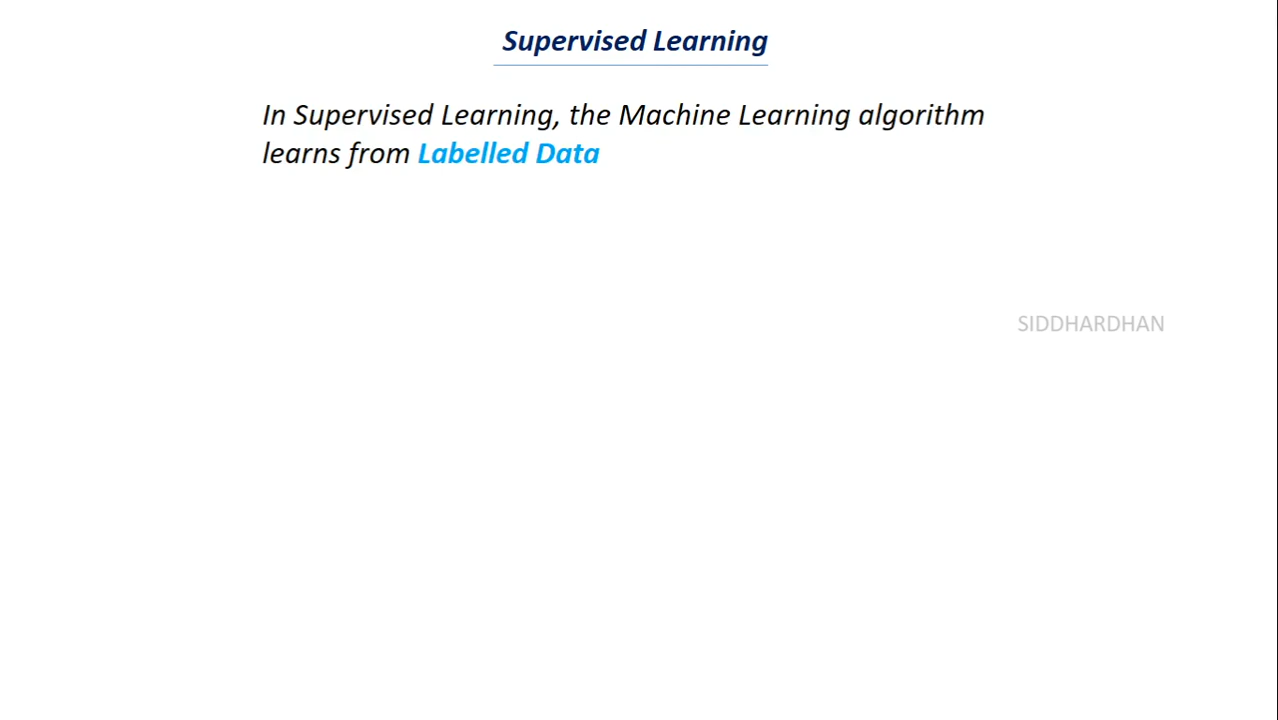 Supervised Learning
In Supervised Learning, the Machine Learning algorithm
learns from Labelled Data
SIDDHARDHAN